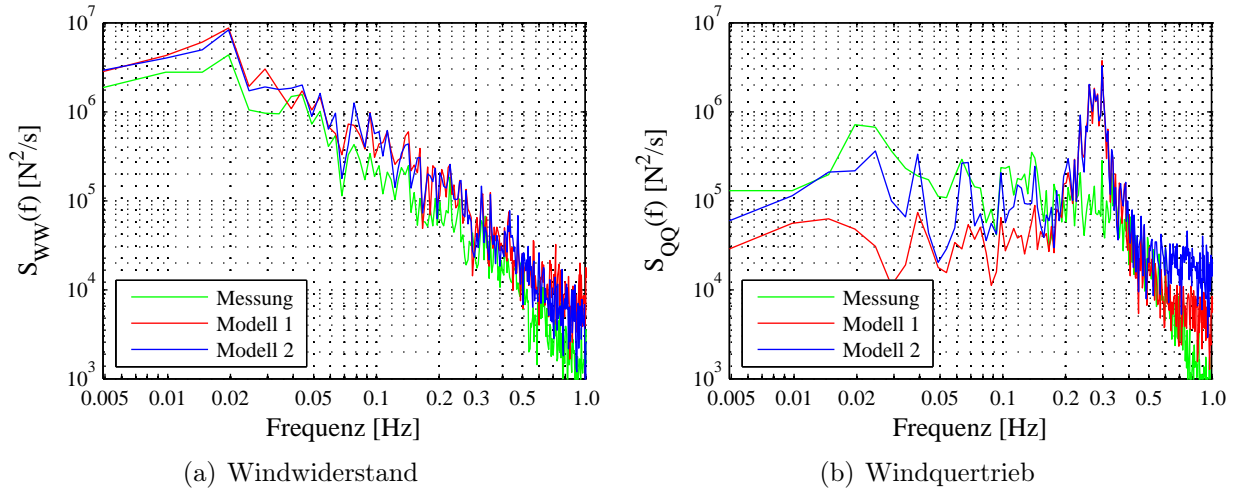 10^7
10^6
10^5
10^4
10^3
S_WW(f) [N^2/s]
Messung
Modell 1
Modell 2
0.005 0.01 0.02 0.05 0.1 0.2 0.3 0.5 1.0
Frequenz [Hz]
(a) Windwiderstand
10^7
10^6
10^5
10^4
10^3
S_QQ(f) [N^2/s]
Messung
Modell 1
Modell 2
0.005 0.01 0.02 0.05 0.1 0.2 0.3 0.5 1.0
Frequenz [Hz]
(b) Windquertrieb